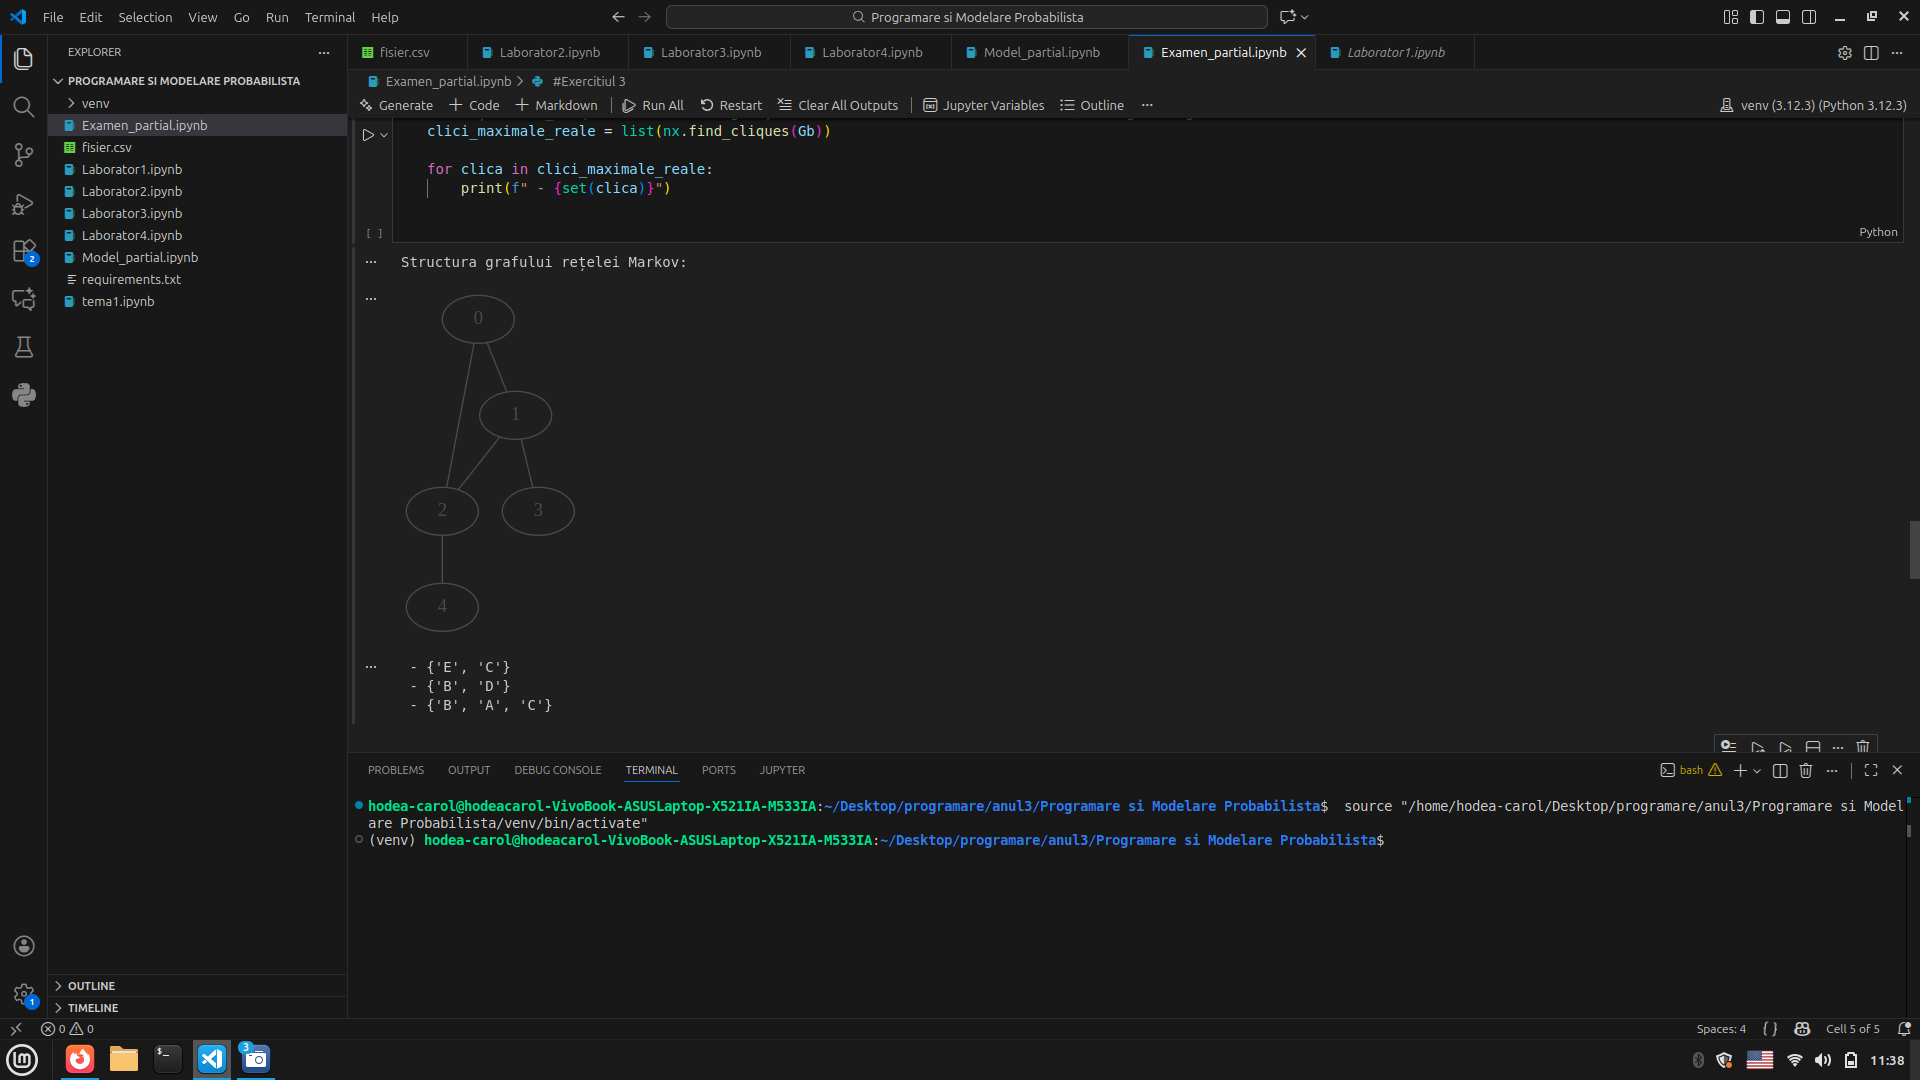 File Edit Selection View Go Run Terminal Help
Programare si Modelare Probabilista
EXPLORER
PROGRAMARE SI MODELARE PROBABILISTA
venv
Examen_partial.ipynb
fisier.csv
Laborator1.ipynb
Laborator2.ipynb
Laborator3.ipynb
Laborator4.ipynb
Model_partial.ipynb
requirements.txt
tema1.ipynb
OUTLINE
TIMELINE
2
1
fisier.csv Laborator2.ipynb Laborator3.ipynb Laborator4.ipynb Model_partial.ipynb Examen_partial.ipynb Laborator1.ipynb
Examen_partial.ipynb > #Exercitiul 3
Generate + Code + Markdown Run All Restart Clear All Outputs Jupyter Variables Outline ... venv (3.12.3) (Python 3.12.3)
clici_maximale_reale = list(nx.find_cliques(Gb))
for clica in clici_maximale_reale:
print(f" - {set(clica)}")
[ ]
Python
Structura grafului rețelei Markov:
0
1
2 3
4
- {'E', 'C'}
- {'B', 'D'}
- {'B', 'A', 'C'}
PROBLEMS OUTPUT DEBUG CONSOLE TERMINAL PORTS JUPYTER
bash
hodea-carol@hodeacarol-VivoBook-ASUSLaptop-X521IA-M533IA:~/Desktop/programare/anul3/Programare si Modelare Probabilista$ source "/home/hodea-carol/Desktop/programare/anul3/Programare si Model
are Probabilista/venv/bin/activate"
(venv) hodea-carol@hodeacarol-VivoBook-ASUSLaptop-X521IA-M533IA:~/Desktop/programare/anul3/Programare si Modelare Probabilista$
0 0
Spaces: 4 { } Cell 5 of 5
3
11:38